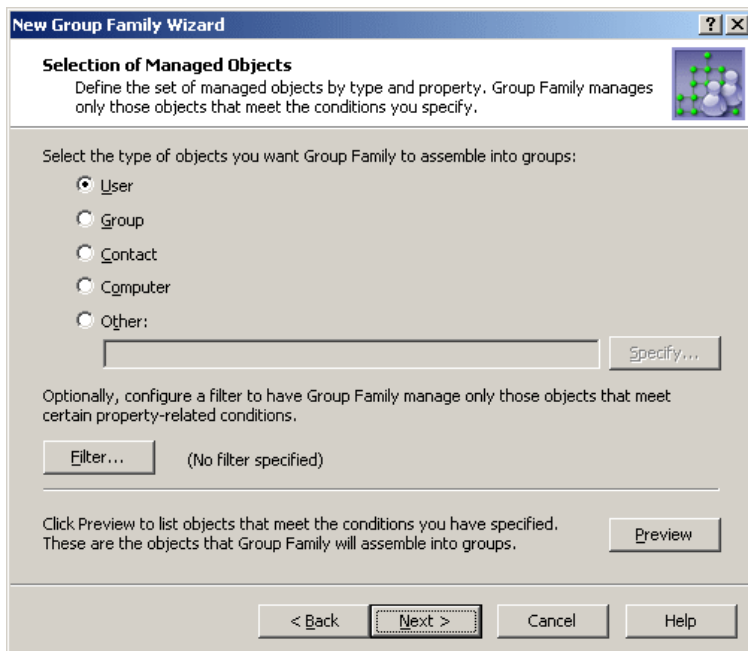 New Group Family Wizard
Selection of Managed Objects
Define the set of managed objects by type and property. Group Family manages
only those objects that meet the conditions you specify.
Select the type of objects you want Group Family to assemble into groups:
User
Group
Contact
Computer
Other:
Specify...
Optionally, configure a filter to have Group Family manage only those objects that meet
certain property-related conditions.
Filter... (No filter specified)
Click Preview to list objects that meet the conditions you have specified.
These are the objects that Group Family will assemble into groups.
Preview
< Back Next > Cancel Help